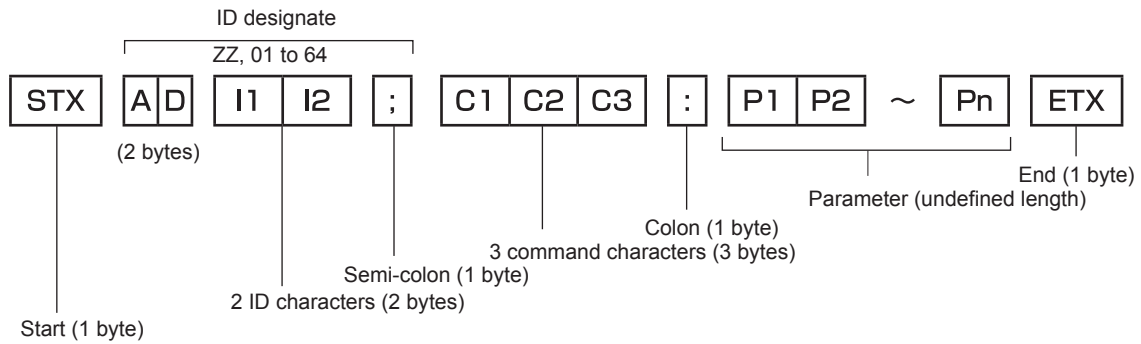 ID designate
ZZ, 01 to 64
STX A D I1 I2 ; C1 C2 C3 : P1 P2 ~ Pn ETX
(2 bytes)
End (1 byte)
Parameter (undefined length)
Colon (1 byte)
3 command characters (3 bytes)
Semi-colon (1 byte)
2 ID characters (2 bytes)
Start (1 byte)